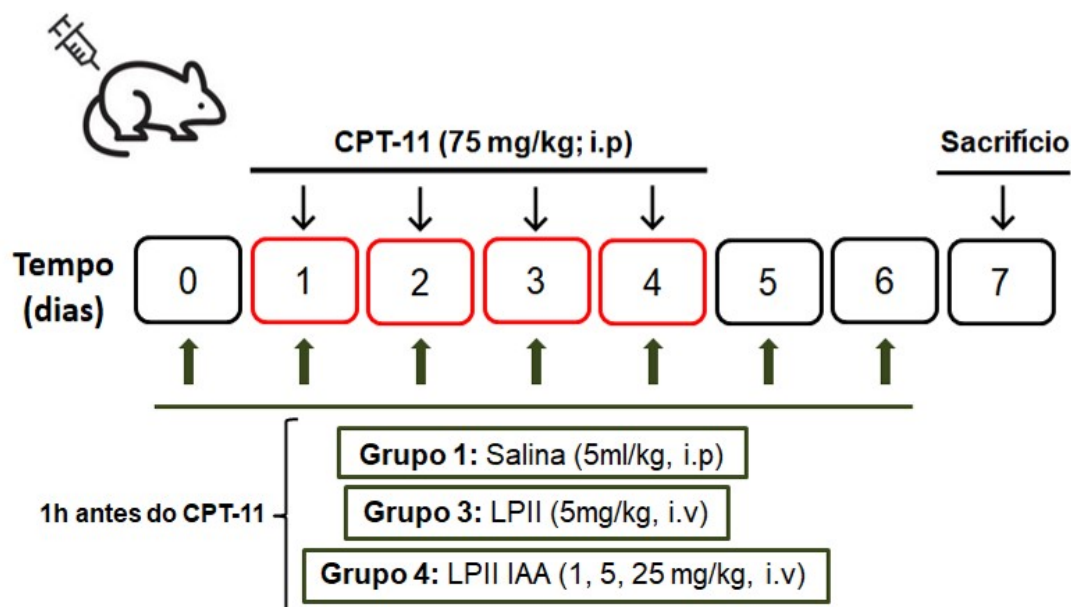 CPT-11 (75 mg/kg; i.p)
Sacrifício
Tempo
(dias)
0 1 2 3 4 5 6 7
1h antes do CPT-11
Grupo 1: Salina (5ml/kg, i.p)
Grupo 3: LPII (5mg/kg, i.v)
Grupo 4: LPII IAA (1, 5, 25 mg/kg, i.v)